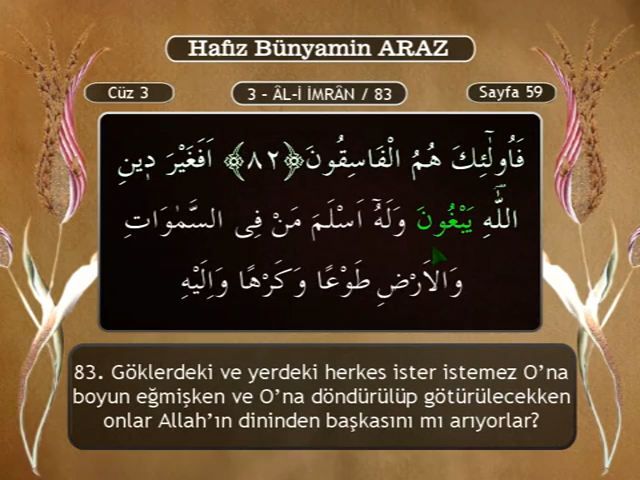 Hafız Bünyamin ARAZ
Cüz 3
3 - ÂL-İ İMRÂN / 83
Sayfa 59
فَاُولٰٓئِكَ هُمُ الْفَاسِقُونَ ﴿٨٢﴾ اَفَغَيْرَ د۪ينِ
اللّٰهِ يَبْغُونَ وَلَهُٓ اَسْلَمَ مَنْ فِى السَّمٰوَاتِ
وَالْاَرْضِ طَوْعًا وَكَرْهًا وَاِلَيْهِ
83. Göklerdeki ve yerdeki herkes ister istemez O’na
boyun eğmişken ve O’na döndürülüp götürülecekken
onlar Allah’ın dininden başkasını mı arıyorlar?